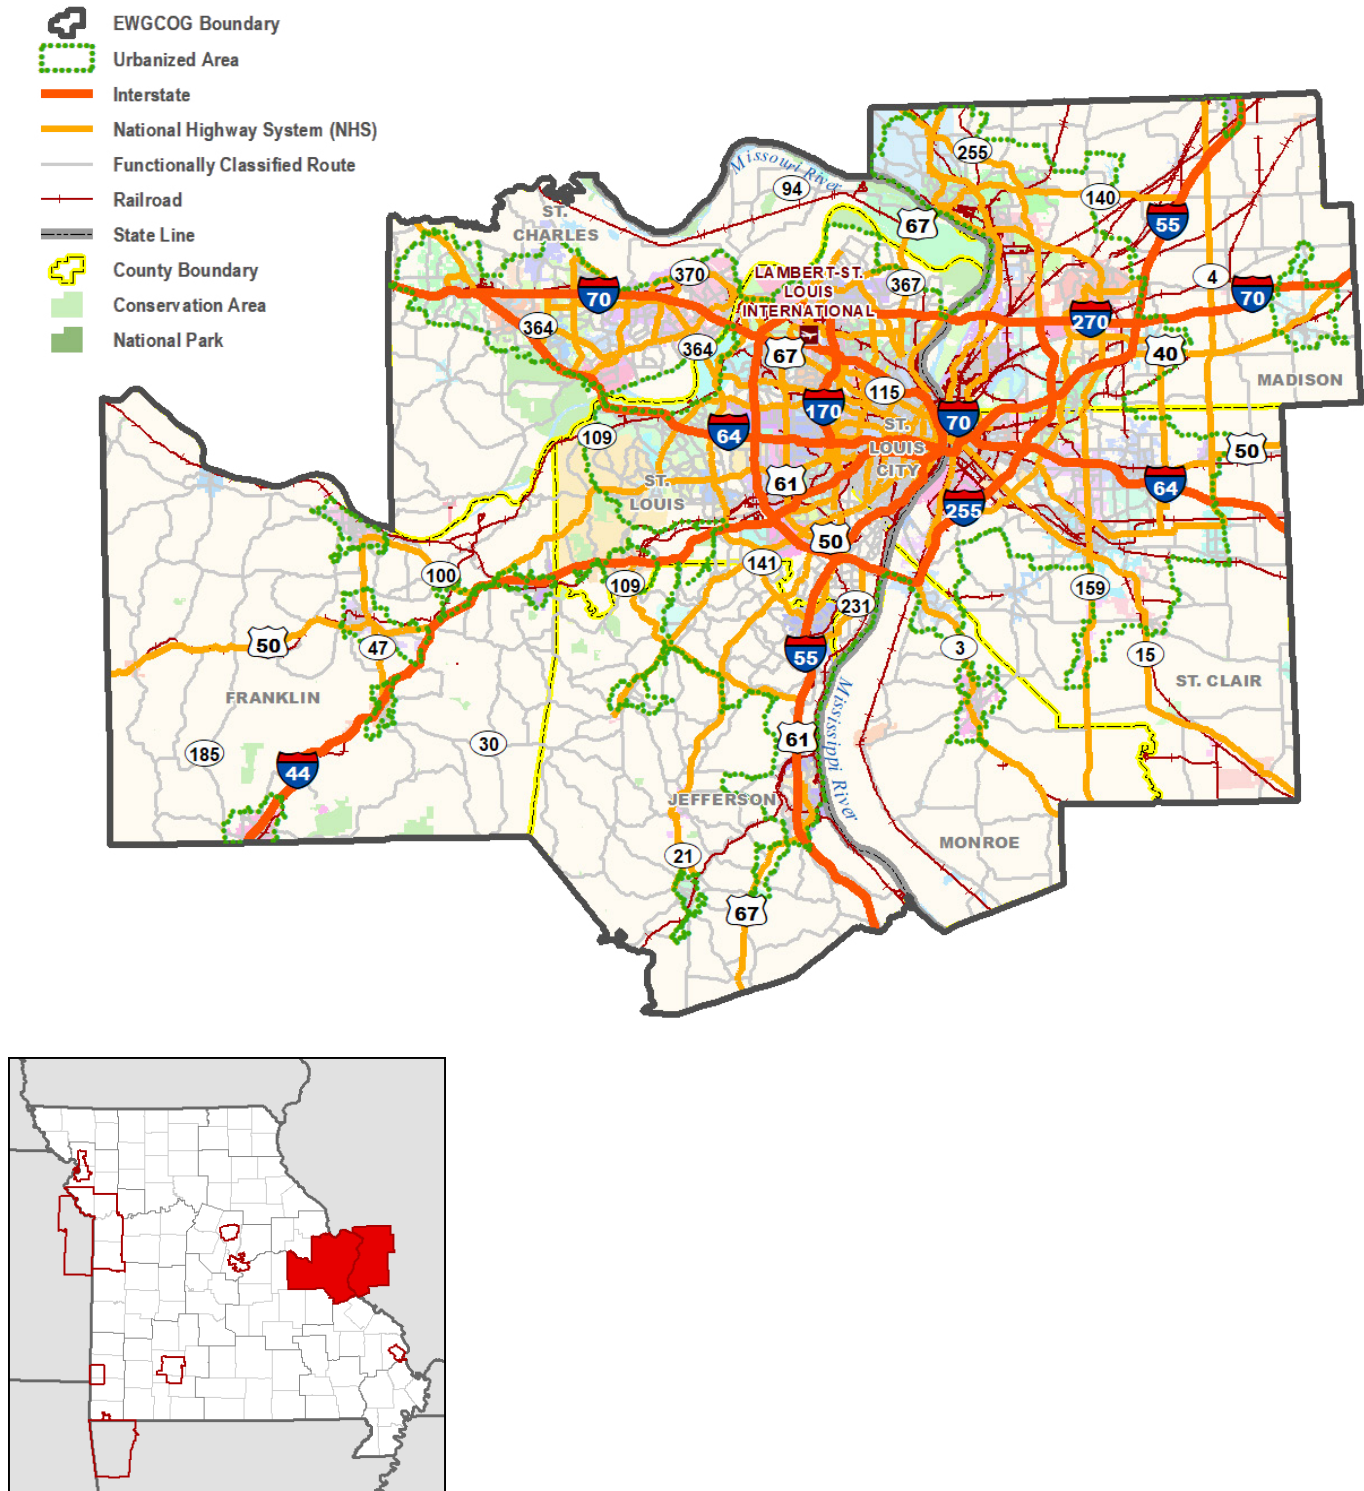 EWGCOG Boundary
Urbanized Area
Interstate
National Highway System (NHS)
Functionally Classified Route
Railroad
State Line
County Boundary
Conservation Area
National Park
Missouri River
255
94
140
ST.
CHARLES
67
55
370
LAMBERT-ST.
LOUIS
INTERNATIONAL
367
4
70
70
364
270
364
67
40
115
MADISON
170
70
109
64
ST.
LOUIS
CITY
50
ST.
LOUIS
61
64
255
50
100
141
109
159
231
50
47
55
3
15
FRANKLIN
ST. CLAIR
Mississippi River
185
30
61
44
JEFFERSON
MONROE
21
67